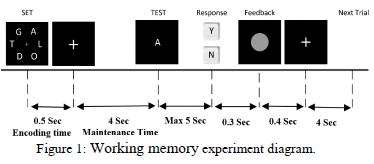 SET TEST Response Feedback Next Trial
G A
T + L
D O
+
A
Y
N
+
0.5 Sec 4 Sec Max 5 Sec 0.3 Sec 0.4 Sec 4 Sec
Encoding time Maintenance Time
Figure 1: Working memory experiment diagram.